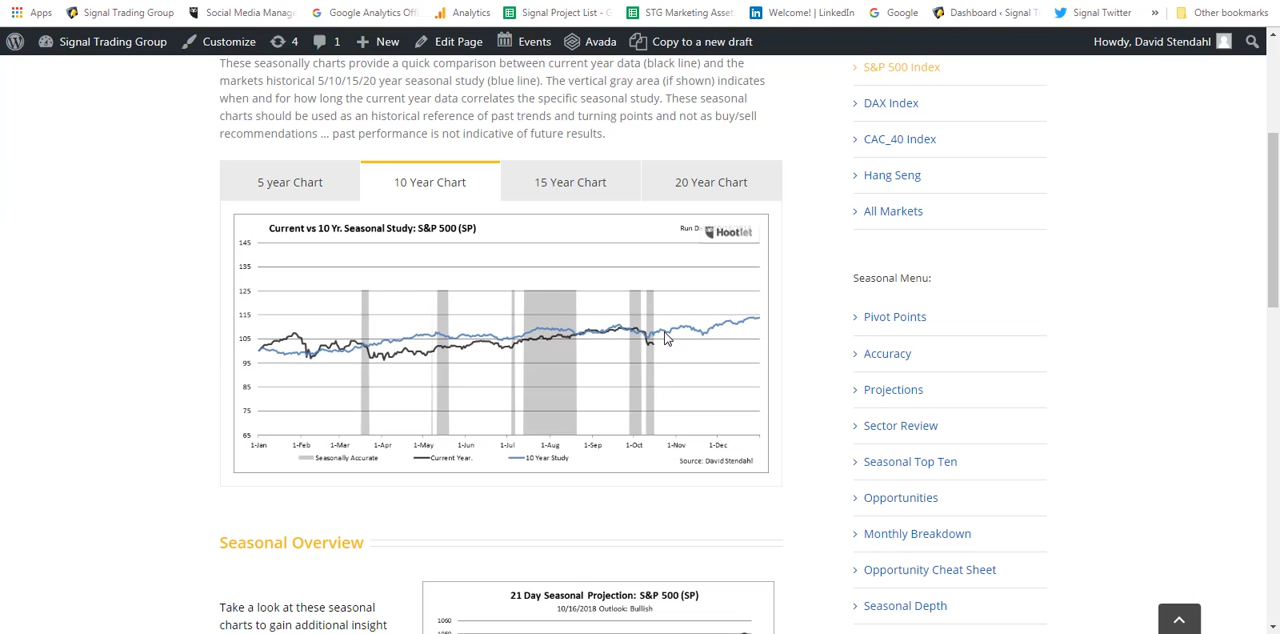 Apps Signal Trading Group Social Media Manage Google Analytics Offi Analytics Signal Project List - G STG Marketing Asset Welcome! | LinkedIn Google Dashboard ‹ Signal T Signal Twitter » Other bookmarks
Signal Trading Group Customize 4 1 New Edit Page Events Avada Copy to a new draft Howdy, David Stendahl
These seasonally charts provide a quick comparison between current year data (black line) and the
markets historical 5/10/15/20 year seasonal study (blue line). The vertical gray area (if shown) indicates
when and for how long the current year data correlates the specific seasonal study. These seasonal
charts should be used as an historical reference of past trends and turning points and not as buy/sell
recommendations ... past performance is not indicative of future results.
5 year Chart 10 Year Chart 15 Year Chart 20 Year Chart
Current vs 10 Yr. Seasonal Study: S&P 500 (SP) Run D Hootlet
145
135
125
115
105
95
85
75
65
1-Jan 1-Feb 1-Mar 1-Apr 1-May 1-Jun 1-Jul 1-Aug 1-Sep 1-Oct 1-Nov 1-Dec
Seasonally Accurate Current Year. 10 Year Study Source: David Stendahl
Seasonal Overview
Take a look at these seasonal
charts to gain additional insight
21 Day Seasonal Projection: S&P 500 (SP)
10/16/2018 Outlook: Bullish
1060
S&P 500 Index
DAX Index
CAC_40 Index
Hang Seng
All Markets
Seasonal Menu:
Pivot Points
Accuracy
Projections
Sector Review
Seasonal Top Ten
Opportunities
Monthly Breakdown
Opportunity Cheat Sheet
Seasonal Depth